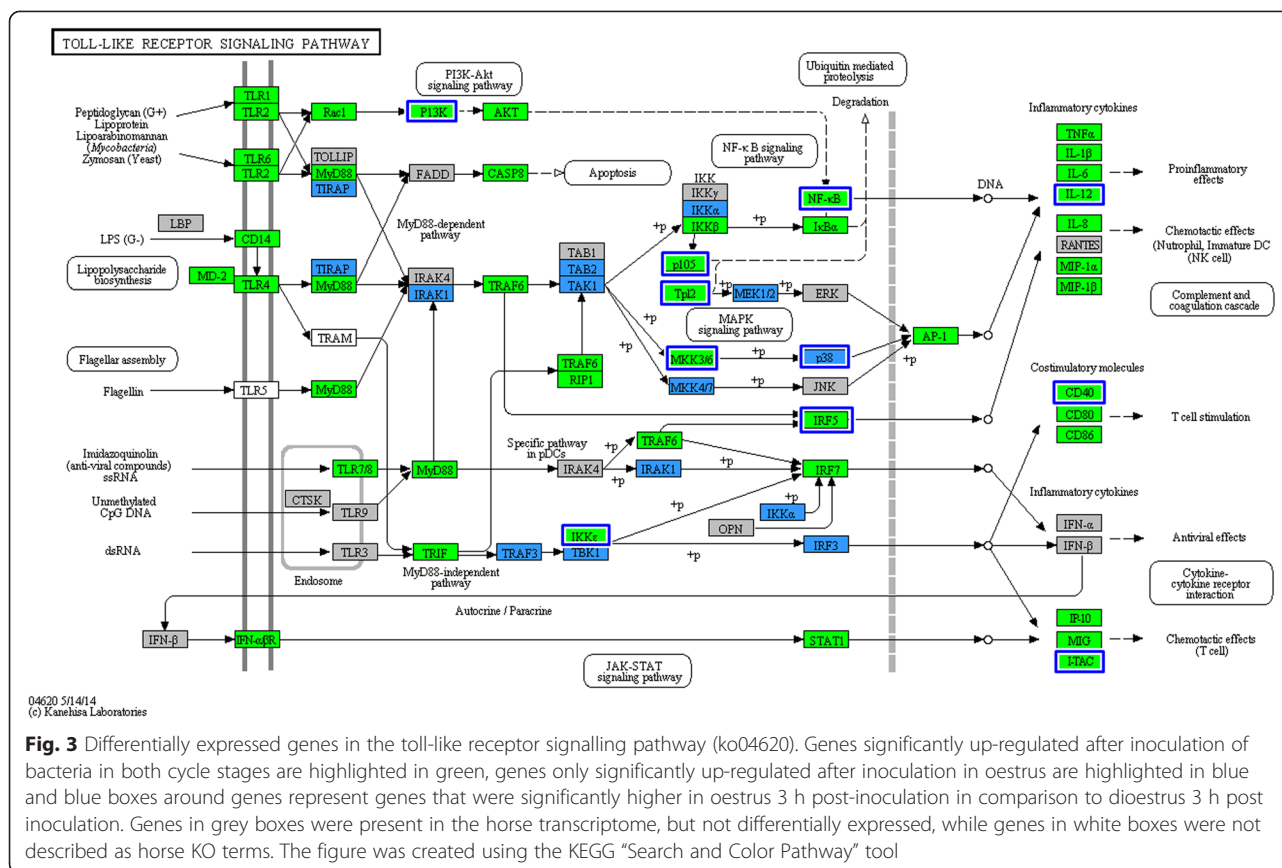 TOLL-LIKE RECEPTOR SIGNALING PATHWAY
PI3K-Akt
signaling pathway
Ubiquitin mediated
proteolysis
Degradation
Peptidoglycan (G+)
Lipoprotein
Lipoarabinomannan
(Mycobacteria)
Zymosan (Yeast)
TLR1
TLR2
Rac1
PI3K
AKT
TLR6
TLR2
TOLLIP
MyD88
TIRAP
FADD
CASP8
Apoptosis
NF-κB signaling
pathway
IKK
IKKγ
IKKα
IKKβ
+p
+p
NF-κB
IκBα
DNA
Inflammatory cytokines
TNFα
IL-1β
IL-6
IL-12
Proinflammatory
effects
IL-8
RANTES
MIP-1α
MIP-1β
Chemotactic effects
(Nutrophil, Immature DC
(NK cell)
Complement and
coagulation cascade
LBP
LPS (G-)
CD14
MyD88-dependent
pathway
Lipopolysaccharide
biosynthesis
MD-2
TLR4
TIRAP
MyD88
IRAK4
IRAK1
TRAF6
TAB1
TAB2
TAK1
p105
Tpl2
+p
MEK1/2
+p
ERK
MAPK
signaling pathway
AP-1
TRAM
+p
MKK3/6
+p
p38
+p
+p
MKK4/7
+p
JNK
Flagellar assembly
Flagellin
TLR5
MyD88
TRAF6
RIP1
IRF5
Costimulatory molecules
CD40
CD80
CD86
T cell stimulation
Imidazoquinolin
(anti-viral compounds)
ssRNA
TLR7/8
MyD88
Specific pathway
in pDCs
+p
TRAF6
IRAK4
+p
IRAK1
+p
IRF7
Unmethylated
CpG DNA
CTSK
TLR9
+p
OPN
IKKα
+p
Inflammatory cytokines
IFN-α
IFN-β
Antiviral effects
dsRNA
TLR3
Endosome
TRIF
MyD88-independent
pathway
TRAF3
IKKε
TBK1
+p
IRF3
Cytokine-
cytokine receptor
interaction
Autocrine / Paracrine
IFN-β
IFN-αβR
STAT1
JAK-STAT
signaling pathway
IP-10
MIG
I-TAC
Chemotactic effects
(T cell)
04620 5/14/14
(c) Kanehisa Laboratories
Fig. 3 Differentially expressed genes in the toll-like receptor signalling pathway (ko04620). Genes significantly up-regulated after inoculation of
bacteria in both cycle stages are highlighted in green, genes only significantly up-regulated after inoculation in oestrus are highlighted in blue
and blue boxes around genes represent genes that were significantly higher in oestrus 3 h post-inoculation in comparison to dioestrus 3 h post
inoculation. Genes in grey boxes were present in the horse transcriptome, but not differentially expressed, while genes in white boxes were not
described as horse KO terms. The figure was created using the KEGG "Search and Color Pathway" tool